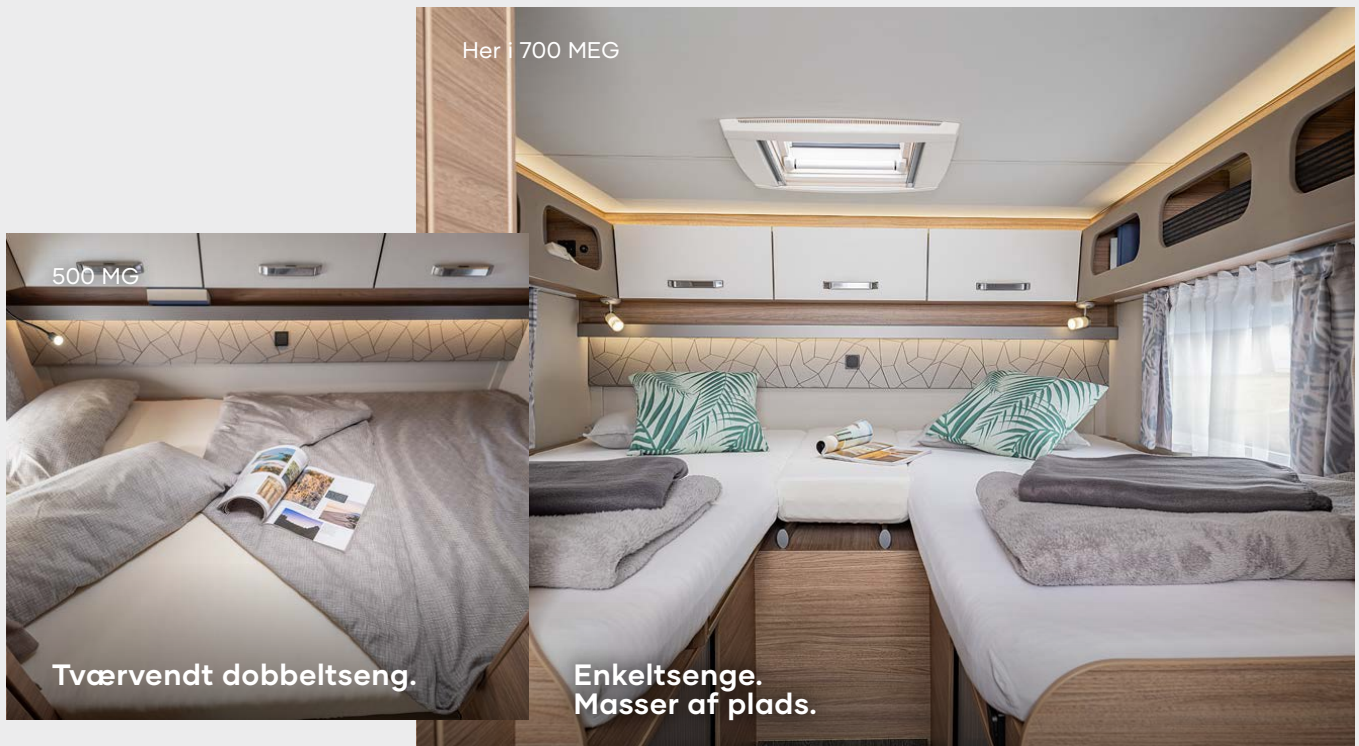 Her i 700 MEG
500 MG
Tværvendt dobbeltseng.
Enkeltsenge.
Masser af plads.